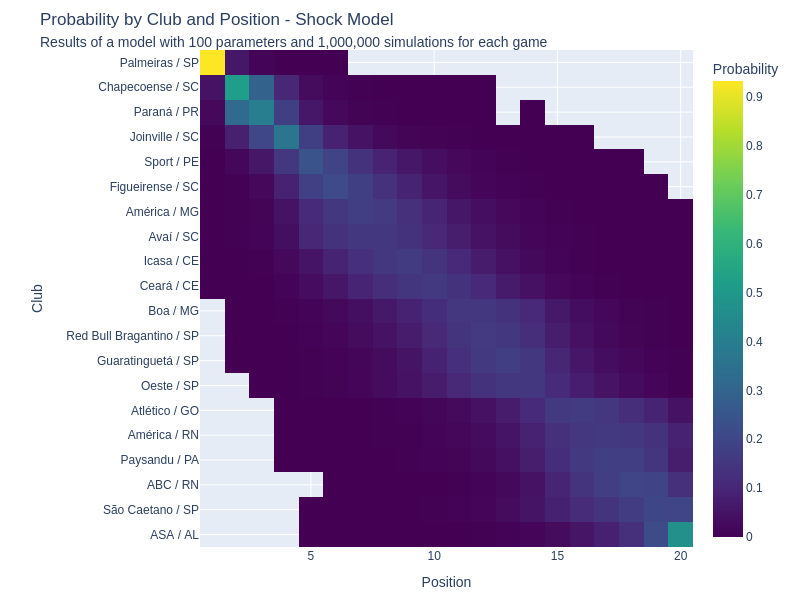 Probability by Club and Position - Shock Model
Results of a model with 100 parameters and 1,000,000 simulations for each game
Probability
Palmeiras / SP
Chapecoense / SC
Paraná / PR
Joinville / SC
Sport / PE
Figueirense / SC
América / MG
Avaí / SC
Icasa / CE
Ceará / CE
Boa / MG
Red Bull Bragantino / SP
Guaratinguetá / SP
Oeste / SP
Atlético / GO
América / RN
Paysandu / PA
ABC / RN
São Caetano / SP
ASA / AL
Club
5
10
15
20
Position
0.9
0.8
0.7
0.6
0.5
0.4
0.3
0.2
0.1
0